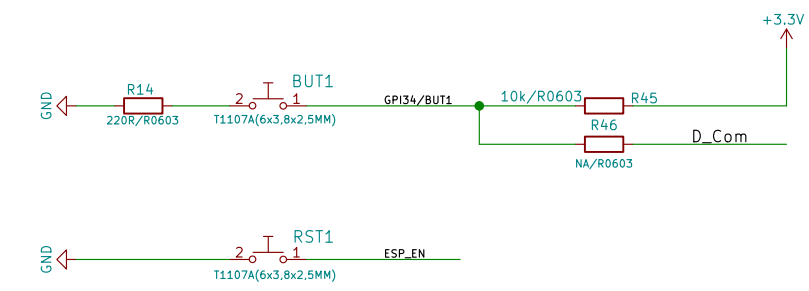 +3.3V
GND
R14
220R/R0603
BUT1
2
1
T1107A(6x3,8x2,5MM)
GPI34/BUT1
10k/R0603
R45
R46
NA/R0603
D_Com
GND
RST1
2
1
T1107A(6x3,8x2,5MM)
ESP_EN